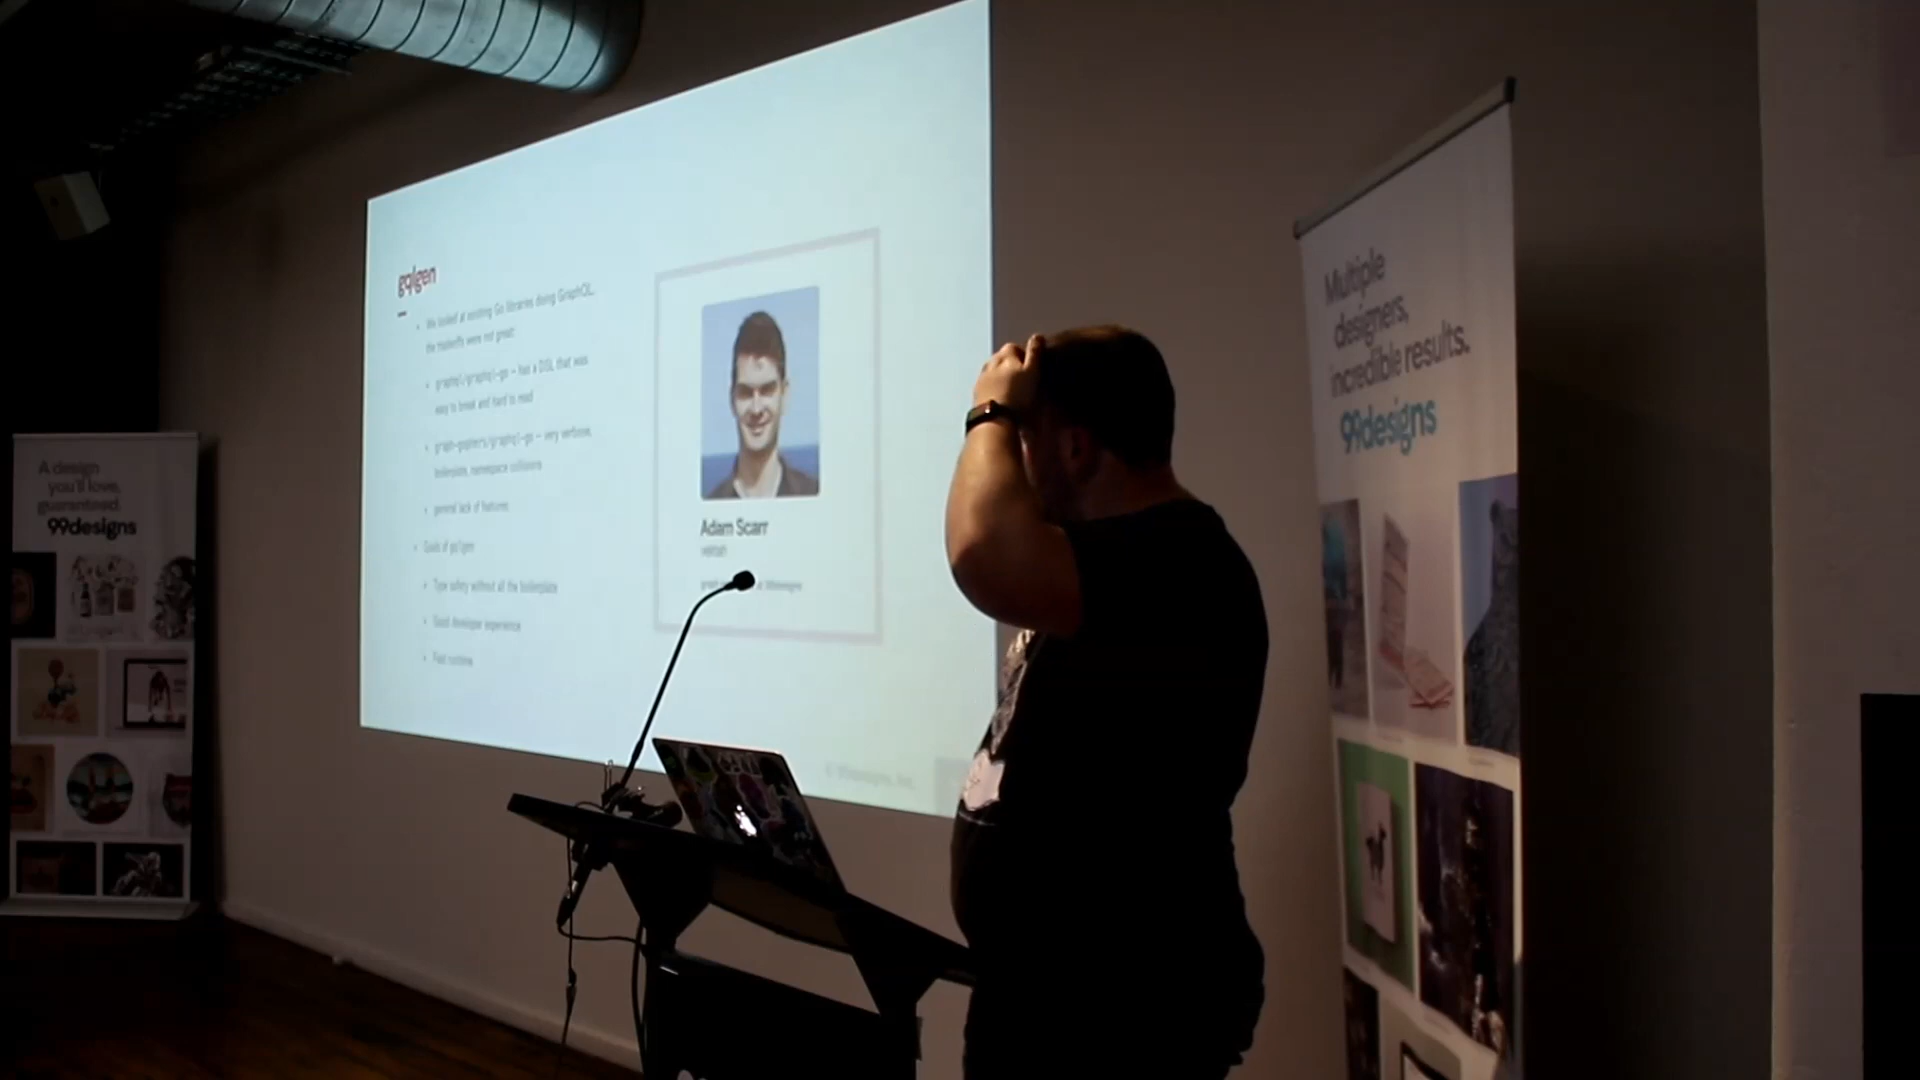 A design
you'll love,
guaranteed.
99designs
gqlgen
We looked at existing Go libraries doing GraphQL,
the tradeoffs were not great:
graphql/graphql-go – has a DSL that was
easy to break and hard to read
graph-gophers/graphql-go – very verbose,
boilerplate, namespace collisions
general lack of features
Goals of gqlgen
Type safety without all the boilerplate
Good developer experience
Fast runtime
Adam Scarr
vektah
99designs
© 99designs, Inc.
Multiple
designers,
incredible results.
99designs